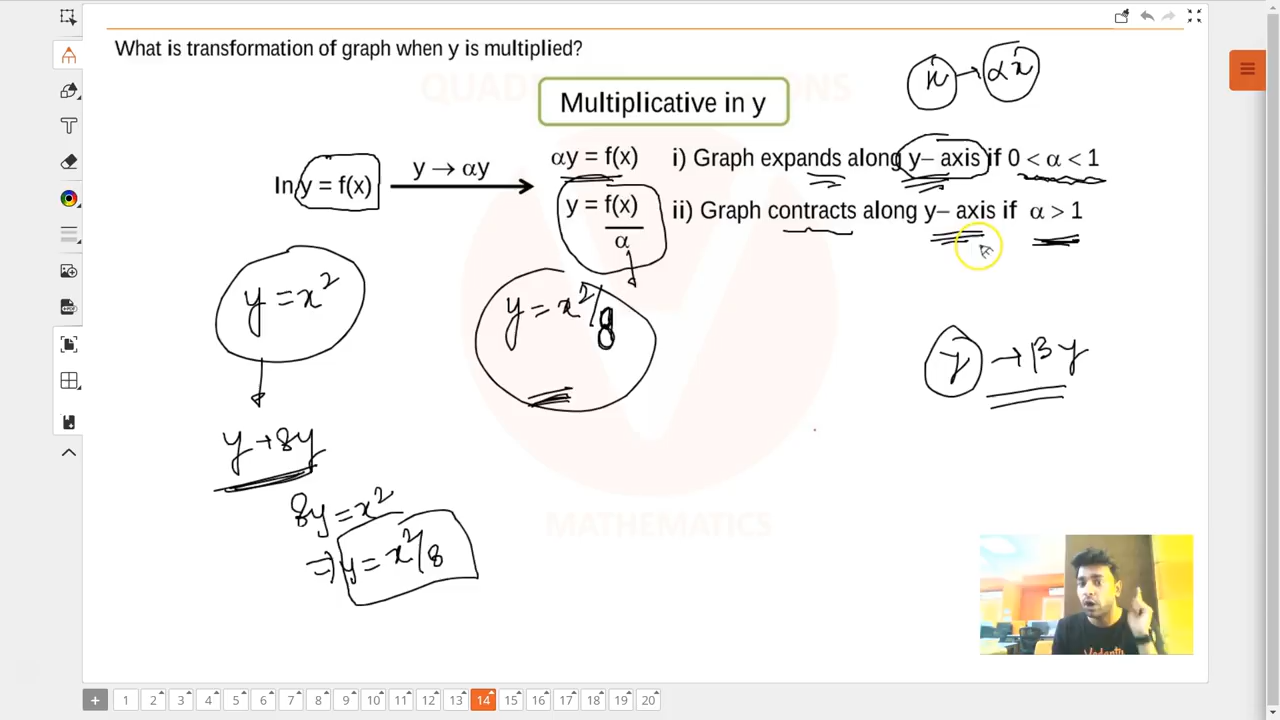 What is transformation of graph when y is multiplied?
QUADRATIC EQUATIONS
x → αx
Multiplicative in y
In y = f(x)
y → αy
αy = f(x)
y = f(x)
α
i) Graph expands along y– axis if 0 < α < 1
ii) Graph contracts along y– axis if α > 1
y = x²
y = x²/8
y → βy
y → 8y
8y = x²
⇒ y = x²/8
MATHEMATICS
+ 1 2 3 4 5 6 7 8 9 10 11 12 13 14 15 16 17 18 19 20